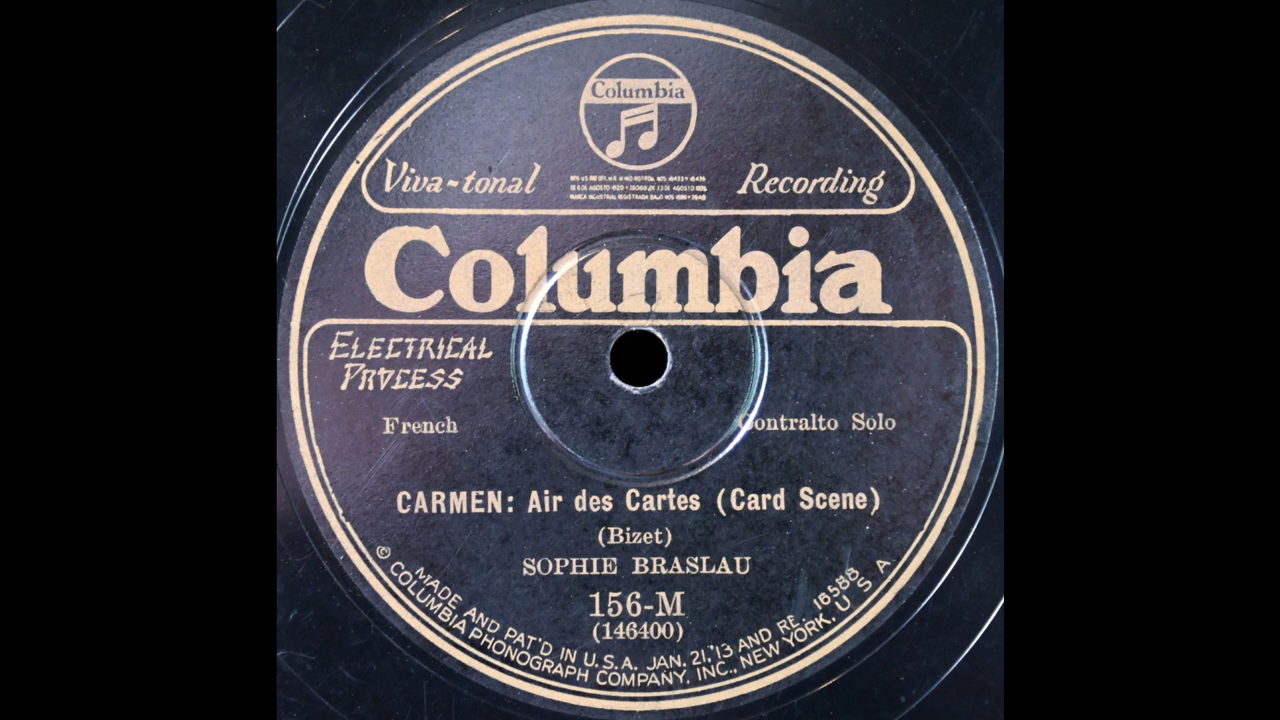 Columbia
Viva-tonal Recording
Columbia
ELECTRICAL
PROCESS
French Contralto Solo
CARMEN: Air des Cartes (Card Scene)
(Bizet)
SOPHIE BRASLAU
156-M
(146400)
MADE AND PAT'D IN U.S.A. JAN. 21,'13 AND RE. 16588
© COLUMBIA PHONOGRAPH COMPANY, INC., NEW YORK, U S A